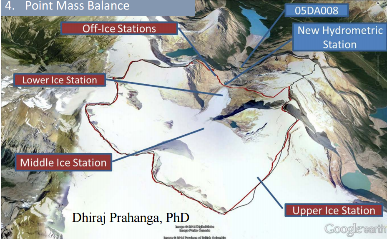 4. Point Mass Balance
05DA008
Off-Ice Stations
New Hydrometric
Station
Lower Ice Station
Middle Ice Station
Dhiraj Prahanga, PhD
Upper Ice Station
Google earth